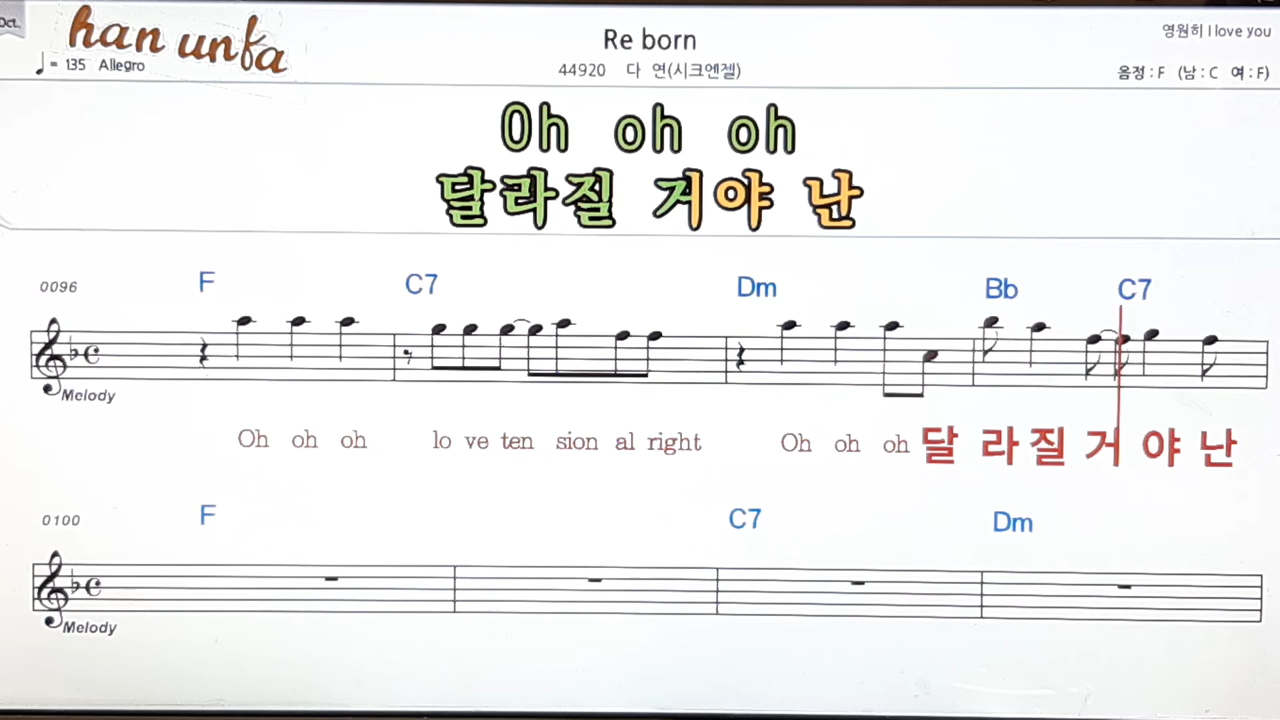 Oct.
han unfa
♩ = 135 Allegro
Re born
44920 다 연(시크엔젤)
영원히 I love you
음정 : F (남 : C 여 : F)
Oh oh oh
달라질 거야 난
0096
F C7 Dm Bb C7
Melody
Oh oh oh lo ve ten sion al right Oh oh oh 달 라 질 거 야 난
0100
F C7 Dm
Melody